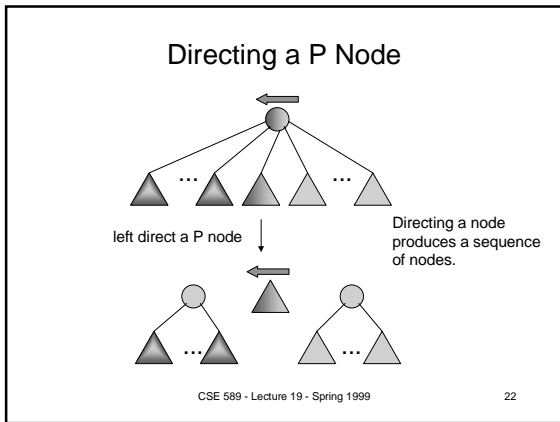 Directing a P Node
... ...
left direct a P node
Directing a node
produces a sequence
of nodes.
... ...
CSE 589 - Lecture 19 - Spring 1999 22